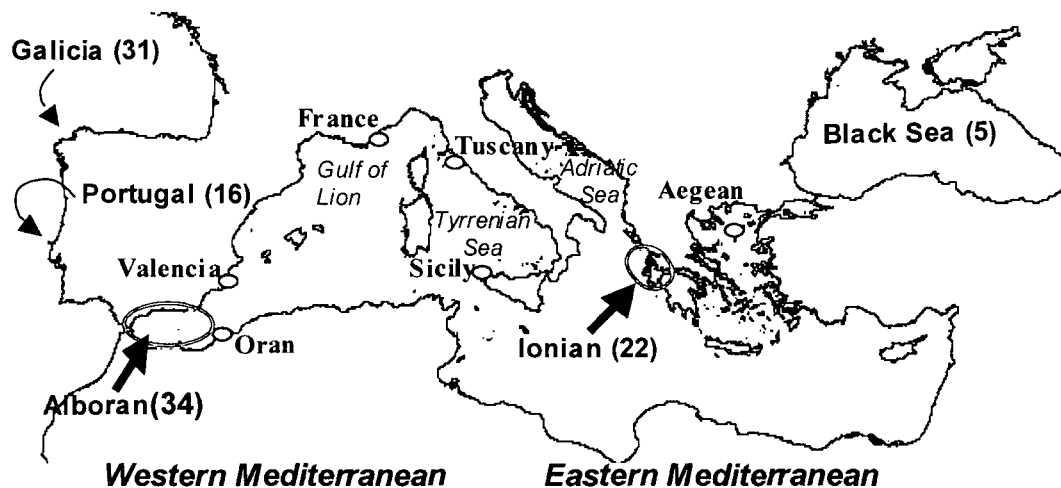 Galicia (31)
France
Black Sea (5)
Gulf of
Lion
Tuscany
Adriatic
Sea
Portugal (16)
Aegean
Tyrrenian
Sea
Valencia
Sicily
Oran
Ionian (22)
Alboran(34)
Western Mediterranean
Eastern Mediterranean